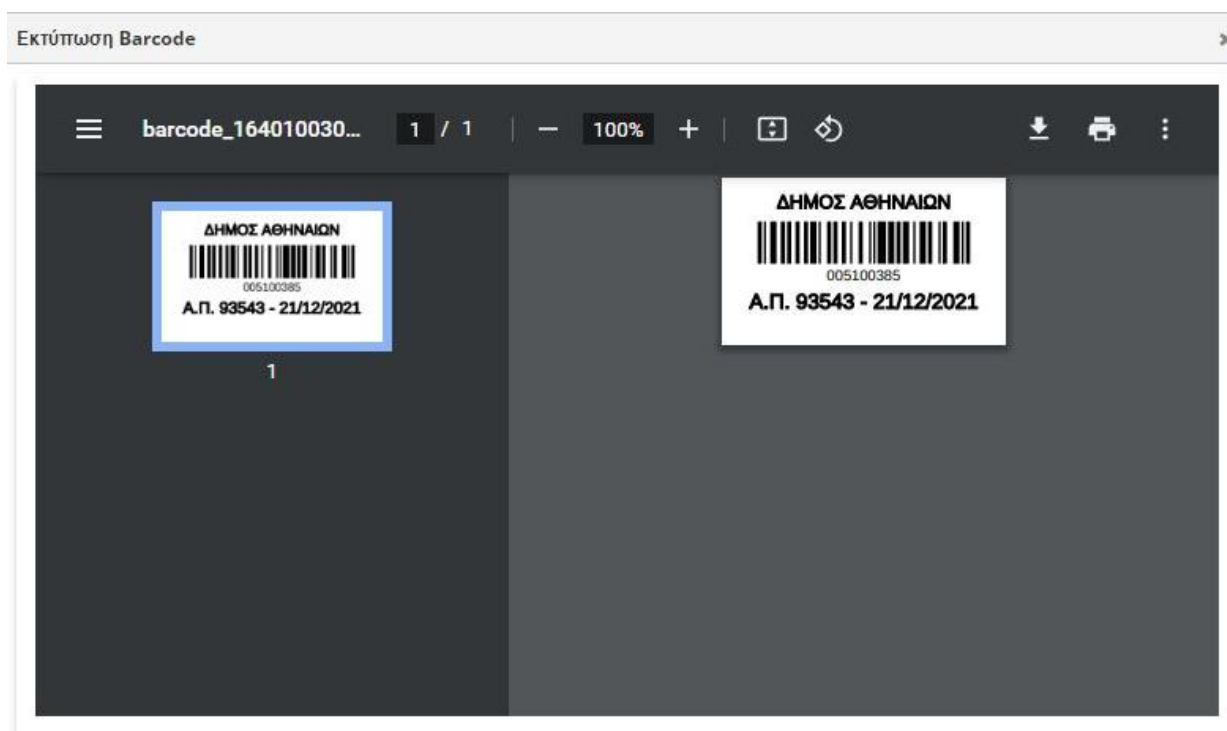 Εκτύπωση Barcode
barcode_164010030... 1 / 1 100%
ΔΗΜΟΣ ΑΘΗΝΑΙΩΝ
005100385
Α.Π. 93543 - 21/12/2021
1
ΔΗΜΟΣ ΑΘΗΝΑΙΩΝ
005100385
Α.Π. 93543 - 21/12/2021